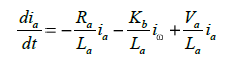 di_a/dt = -R_a/L_a i_a - K_b/L_a i_ω + V_a/L_a i_a